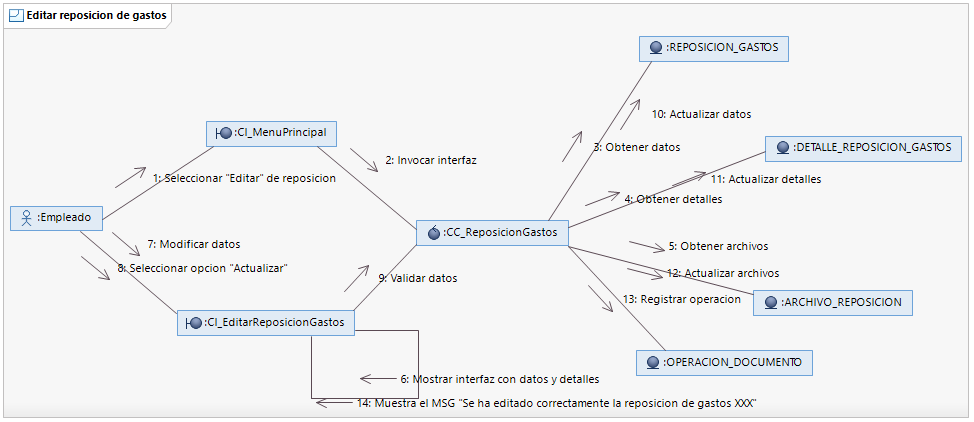 Editar reposicion de gastos
:REPOSICION_GASTOS
10: Actualizar datos
:CI_MenuPrincipal
3: Obtener datos
:DETALLE_REPOSICION_GASTOS
2: Invocar interfaz
1: Seleccionar "Editar" de reposicion
11: Actualizar detalles
4: Obtener detalles
:Empleado
:CC_ReposicionGastos
7: Modificar datos
5: Obtener archivos
8: Seleccionar opcion "Actualizar"
12: Actualizar archivos
9: Validar datos
13: Registrar operacion
:ARCHIVO_REPOSICION
:CI_EditarReposicionGastos
:OPERACION_DOCUMENTO
6: Mostrar interfaz con datos y detalles
14: Muestra el MSG "Se ha editado correctamente la reposicion de gastos XXX"